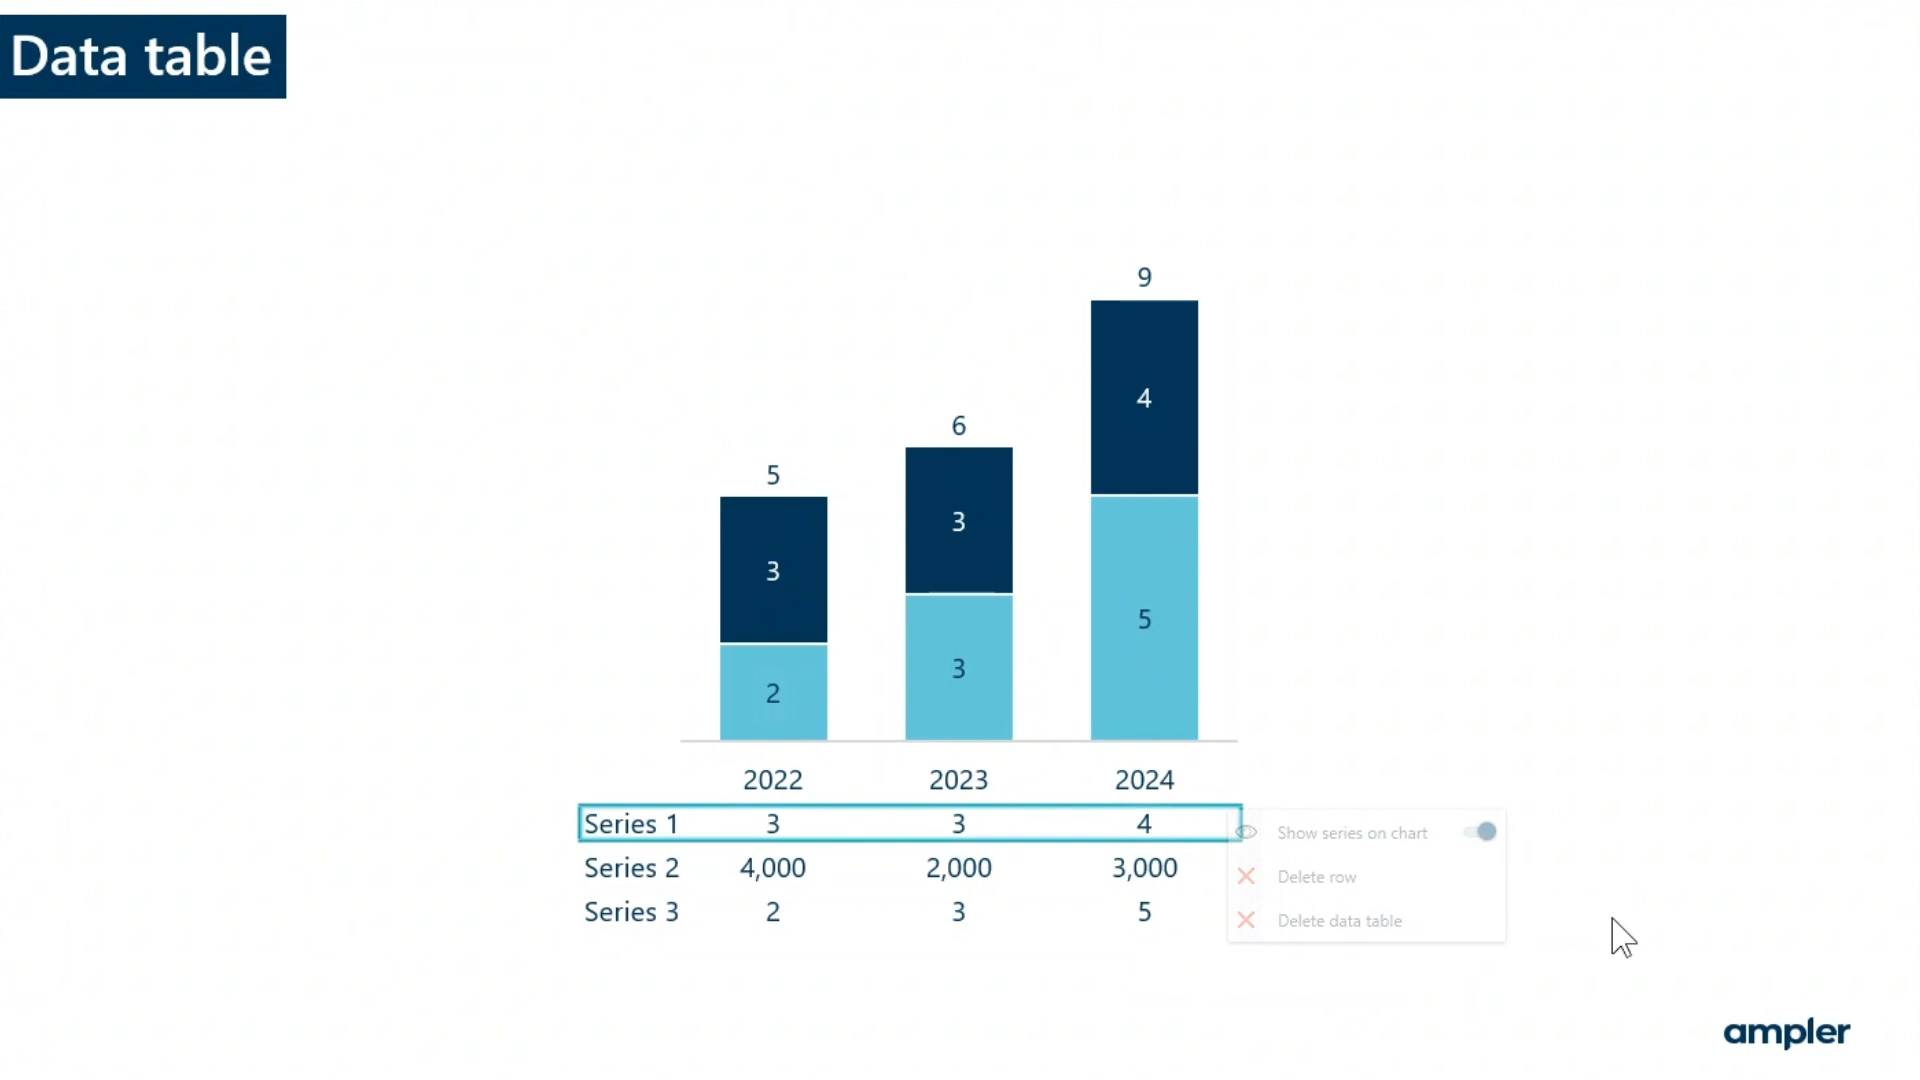 Data table
9
4
6
5
3
3
5
3
2
2022 2023 2024
Series 1 3 3 4
Show series on chart
Series 2 4,000 2,000 3,000
Delete row
Series 3 2 3 5
Delete data table
ampler